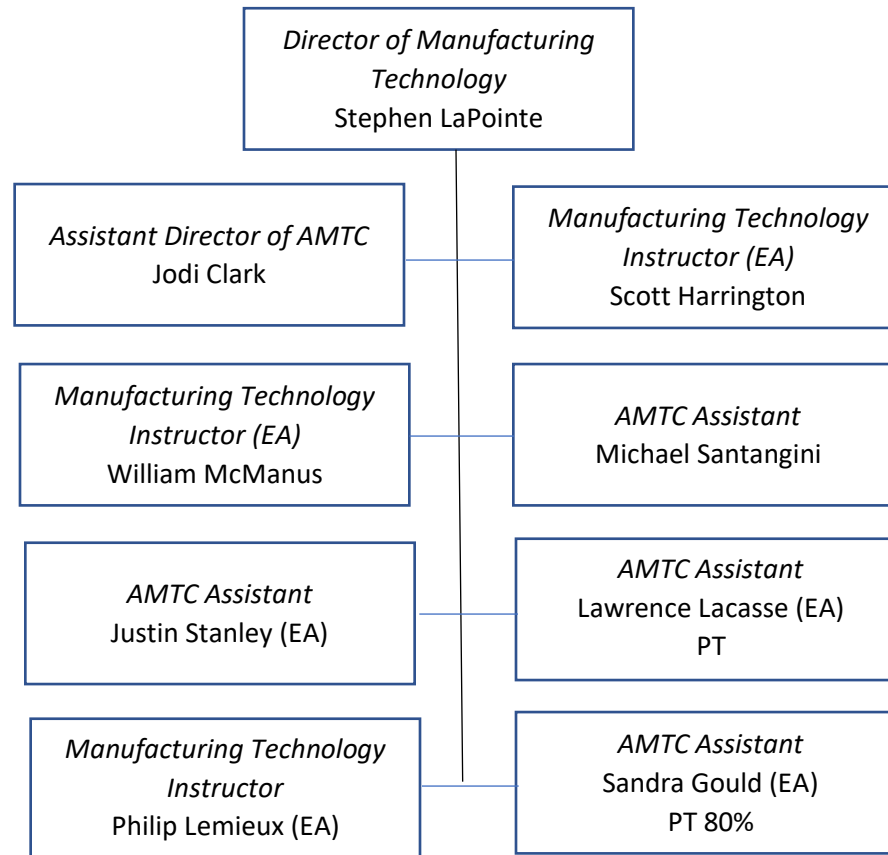 Director of Manufacturing
Technology
Stephen LaPointe
Assistant Director of AMTC
Jodi Clark
Manufacturing Technology
Instructor (EA)
Scott Harrington
Manufacturing Technology
Instructor (EA)
William McManus
AMTC Assistant
Michael Santangini
AMTC Assistant
Justin Stanley (EA)
AMTC Assistant
Lawrence Lacasse (EA)
PT
Manufacturing Technology
Instructor
Philip Lemieux (EA)
AMTC Assistant
Sandra Gould (EA)
PT 80%